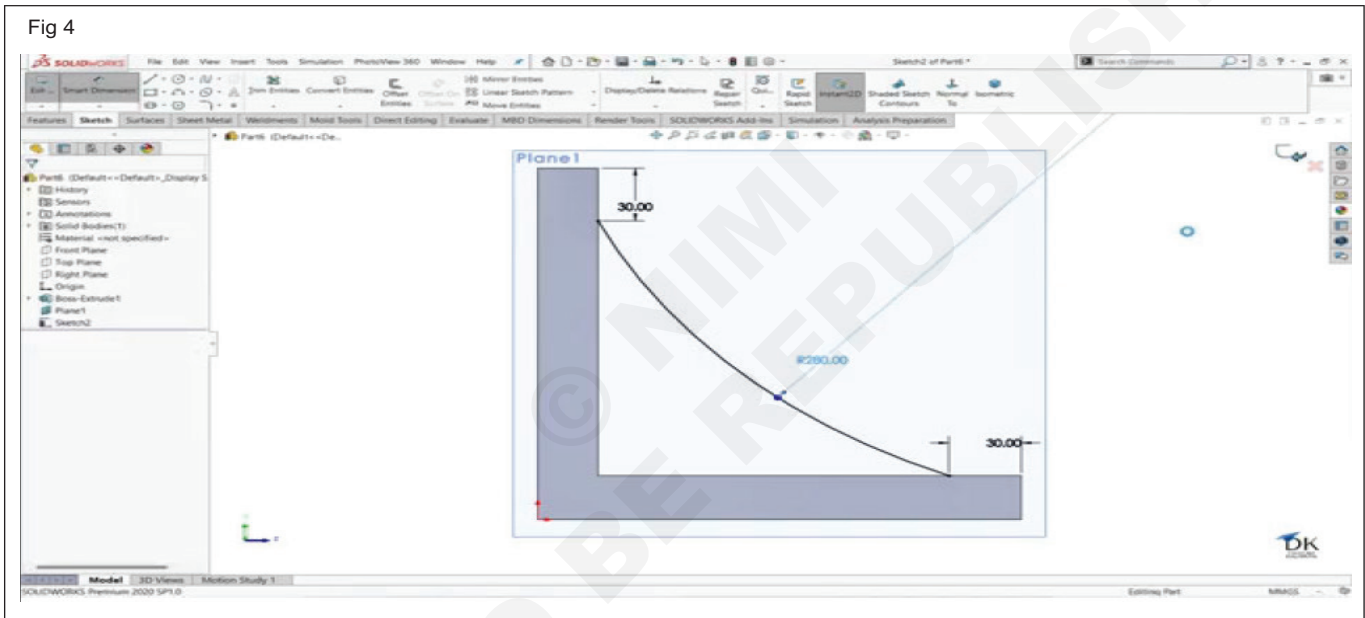 Fig 4
SOLIDWORKS File Edit View Insert Tools Simulation PhotoView 360 Window Help Sketch2 of Part6 * Search Commands
Smart Dimension Trim Entities Convert Entities Offset Entities Mirror Entities Linear Sketch Pattern Move Entities Display/Delete Relations Repair Sketch Rapid Sketch Instant2D Shaded Sketch Contours Normal To Isometric
Features Sketch Surfaces Sheet Metal Weldments Mold Tools Direct Editing Evaluate MBD Dimensions Render Tools SOLIDWORKS Add-Ins Simulation Analysis Preparation
Part6 (Default<<De...
Part6 (Default<<Default>_Display S
History
Sensors
Annotations
Solid Bodies(1)
Material <not specified>
Front Plane
Top Plane
Right Plane
Origin
Boss-Extrude1
Plane1
Sketch2
Plane1
30.00
R280.00
30.00
DK
Model 3D Views Motion Study 1
SOLIDWORKS Premium 2020 SP1.0 Editing Part MMGS
© NIMI
BE REPUBLISH